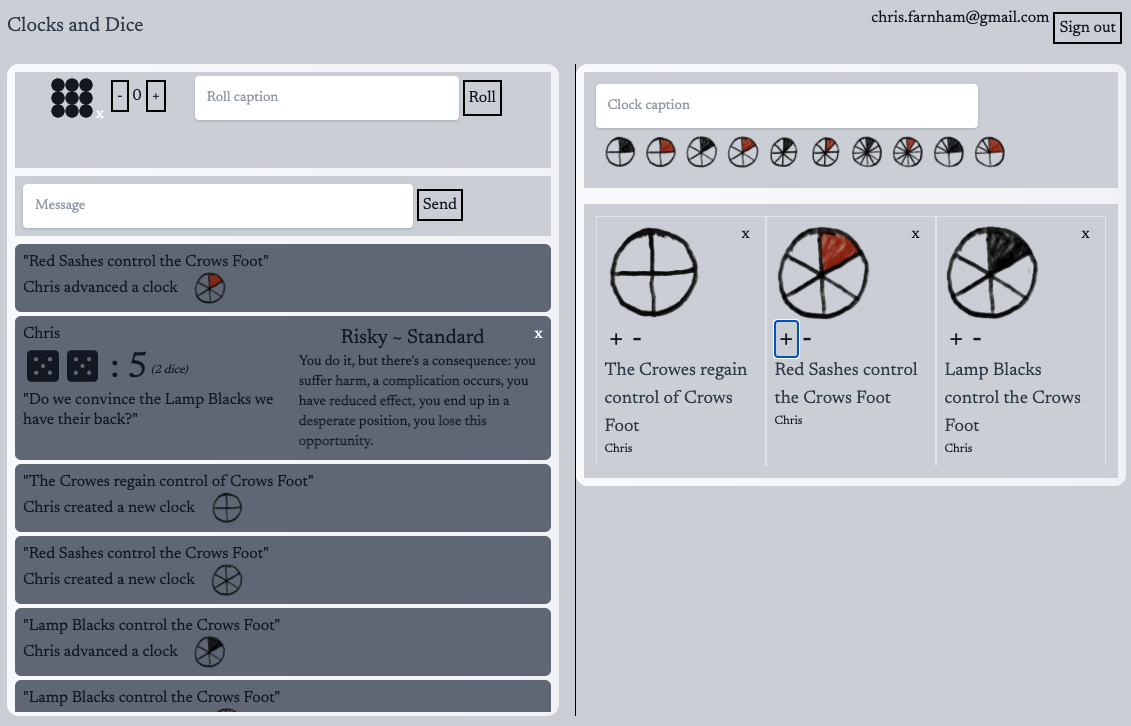 Clocks and Dice
chris.farnham@gmail.com
Sign out
x
- 0 +
Roll caption
Roll
Message
Send
"Red Sashes control the Crows Foot"
Chris advanced a clock
Chris
: 5 (2 dice)
"Do we convince the Lamp Blacks we
have their back?"
Risky ~ Standard
x
You do it, but there's a consequence: you
suffer harm, a complication occurs, you
have reduced effect, you end up in a
desperate position, you lose this
opportunity.
"The Crowes regain control of Crows Foot"
Chris created a new clock
"Red Sashes control the Crows Foot"
Chris created a new clock
"Lamp Blacks control the Crows Foot"
Chris advanced a clock
"Lamp Blacks control the Crows Foot"
Clock caption
x
+ -
The Crowes regain
control of Crows
Foot
Chris
x
+ -
Red Sashes control
the Crows Foot
Chris
x
+ -
Lamp Blacks
control the Crows
Foot
Chris